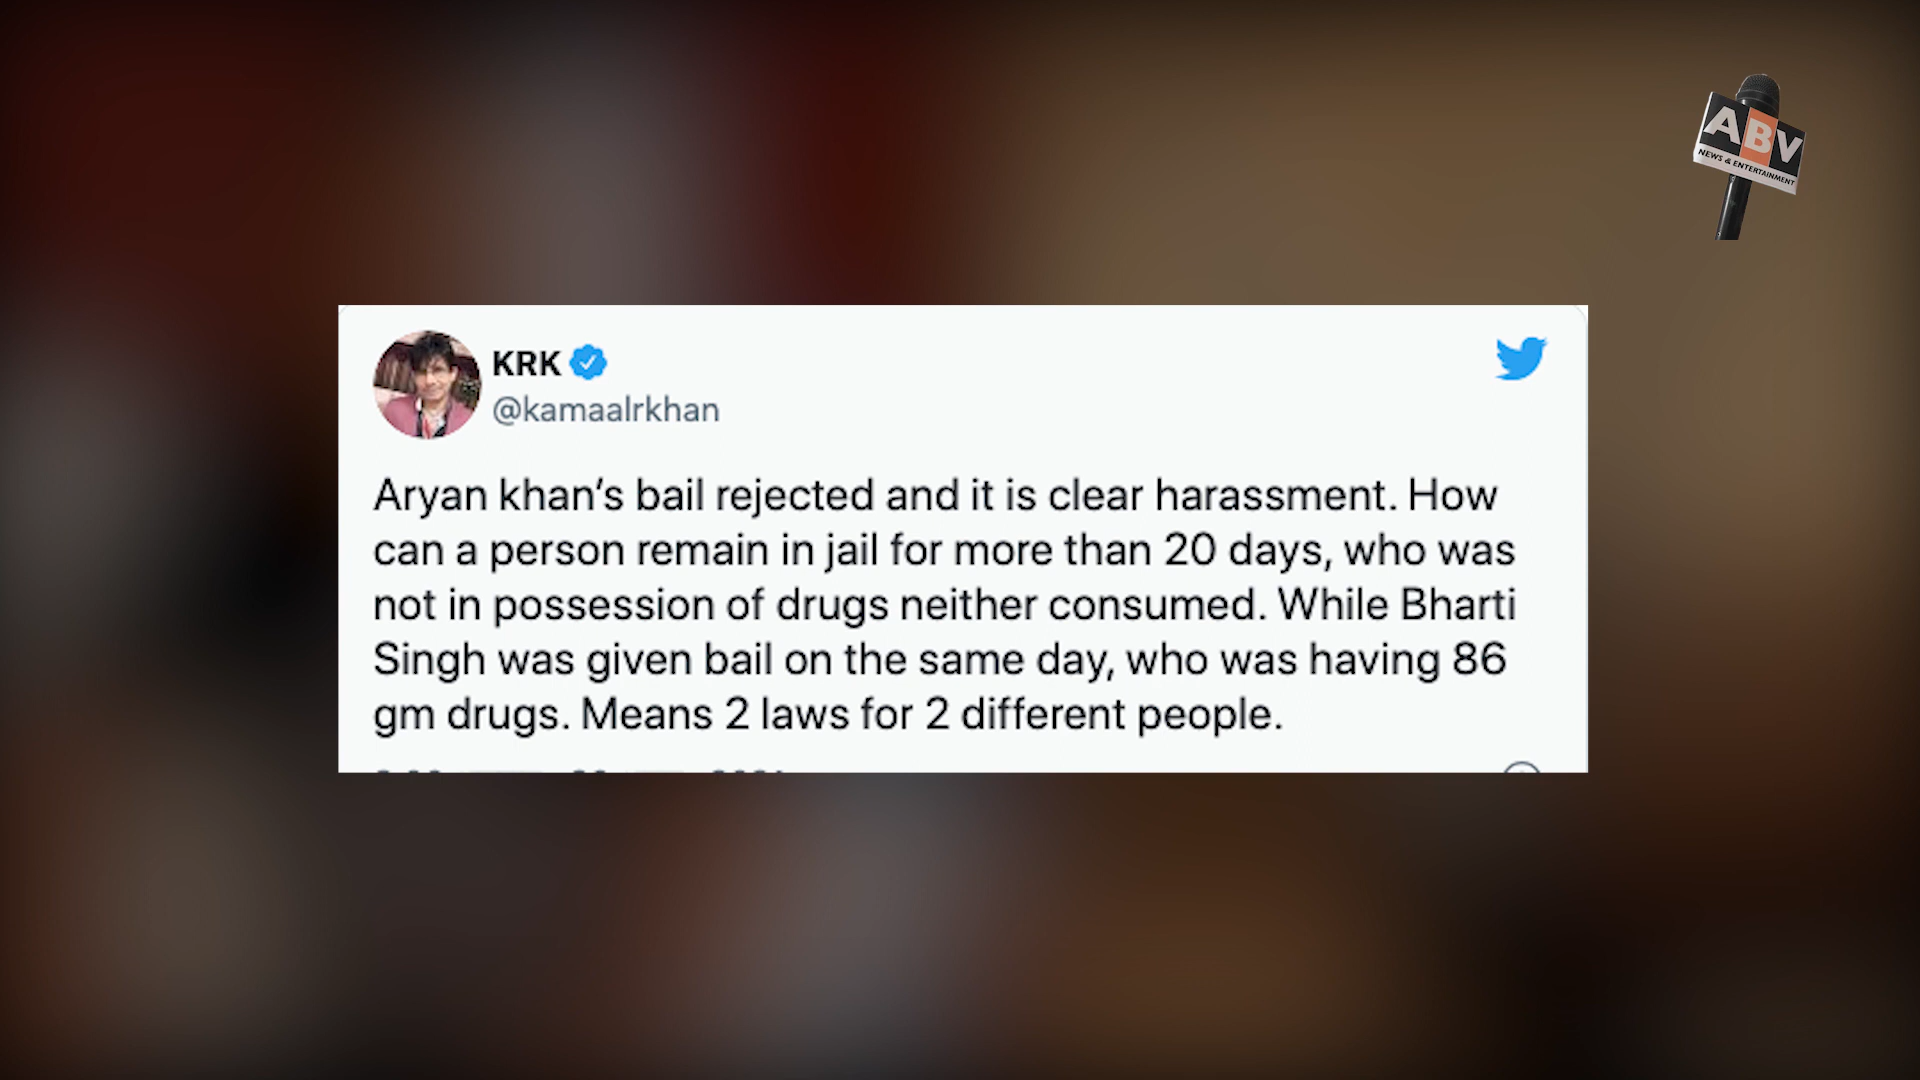 ABV
NEWS & ENTERTAINMENT
KRK
@kamaalrkhan
Aryan khan’s bail rejected and it is clear harassment. How
can a person remain in jail for more than 20 days, who was
not in possession of drugs neither consumed. While Bharti
Singh was given bail on the same day, who was having 86
gm drugs. Means 2 laws for 2 different people.